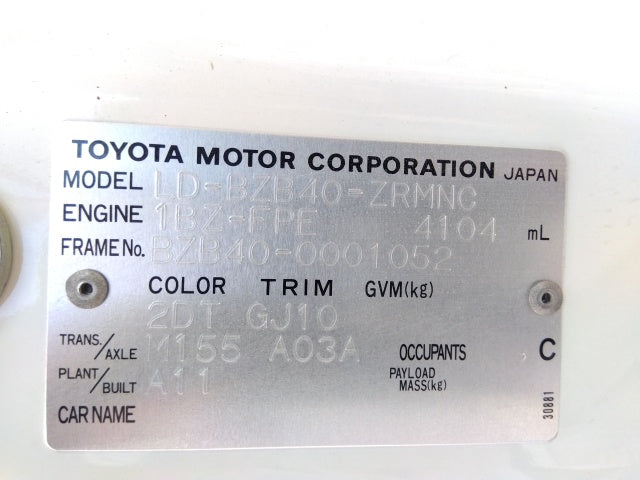 TOYOTA MOTOR CORPORATION JAPAN
MODEL LD-BZB40-ZRMNC
ENGINE 1BZ-FPE 4104 mL
FRAME No. BZB40-0001052
COLOR TRIM GVM(kg)
2DT GJ10
TRANS./AXLE M155 A03A OCCUPANTS C
PLANT/BUILT A11 PAYLOAD MASS(kg)
CAR NAME
30881